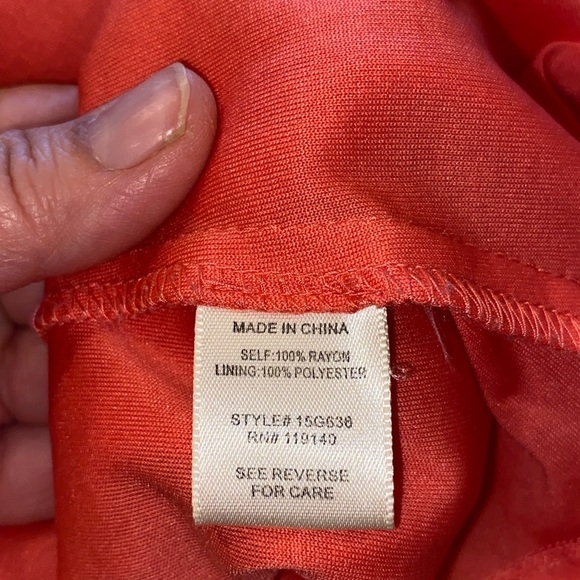 MADE IN CHINA
SELF:100% RAYON
LINING:100% POLYESTER
STYLE# 15G636
RN# 119140
SEE REVERSE
FOR CARE